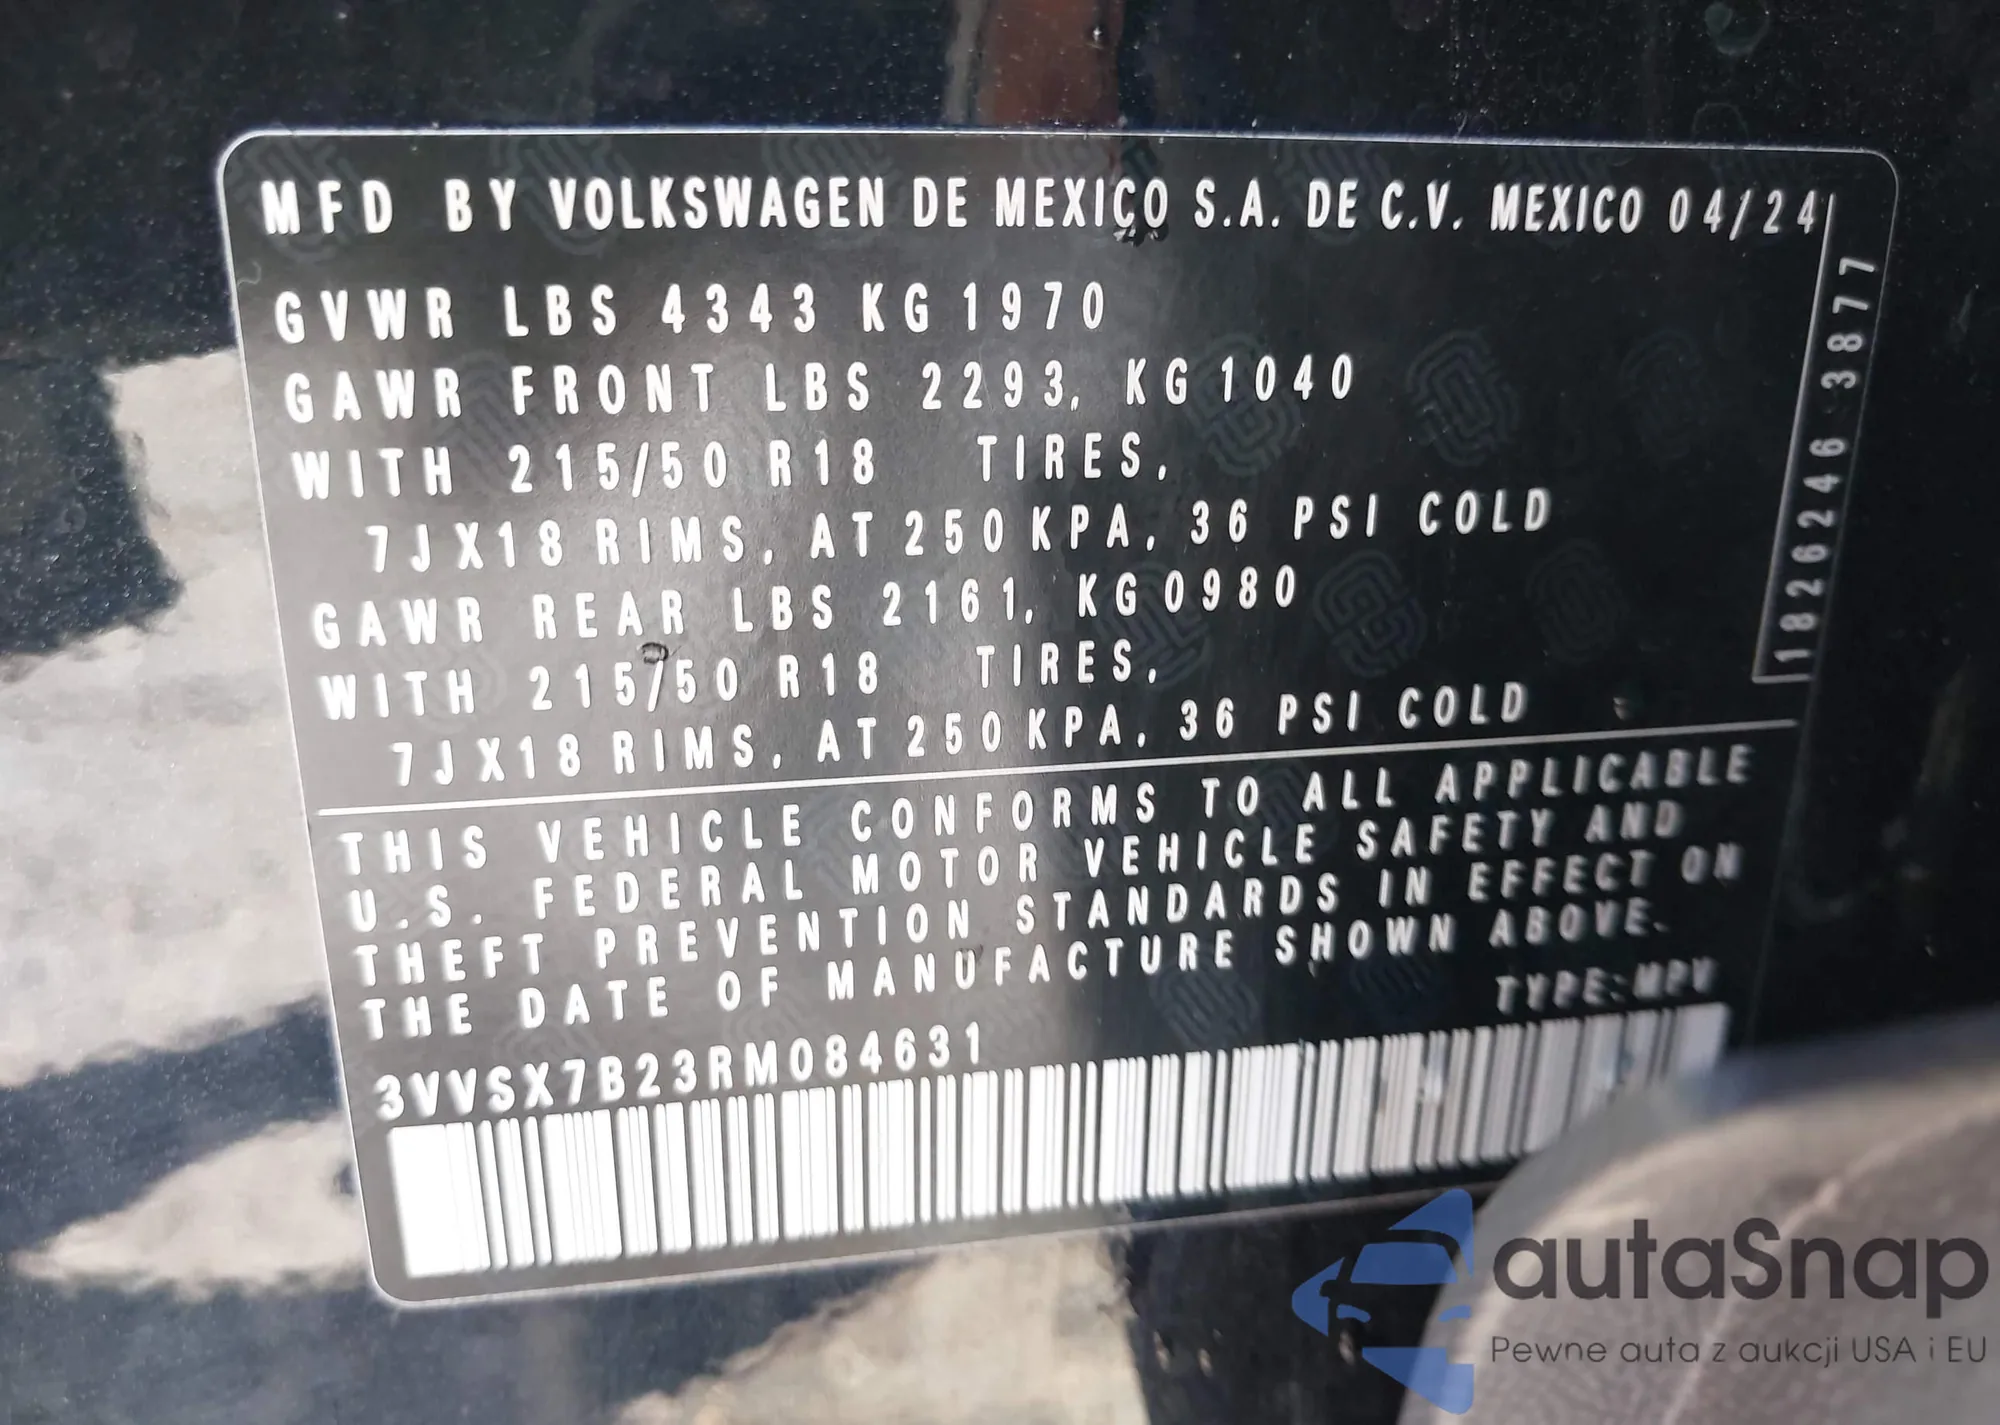 MFD BY VOLKSWAGEN DE MEXICO S.A. DE C.V. MEXICO 04/24
GVWR LBS 4343 KG 1970
GAWR FRONT LBS 2293, KG 1040
WITH 215/50 R18 TIRES,
7JX18 RIMS, AT 250 KPA, 36 PSI COLD
GAWR REAR LBS 2161, KG 0980
WITH 215/50 R18 TIRES,
7JX18 RIMS, AT 250 KPA, 36 PSI COLD
1826246 3877
THIS VEHICLE CONFORMS TO ALL APPLICABLE
U.S. FEDERAL MOTOR VEHICLE SAFETY AND
THEFT PREVENTION STANDARDS IN EFFECT ON
THE DATE OF MANUFACTURE SHOWN ABOVE.
TYPE: MPV
3VVSX7B23RM084631
autaSnap
Pewne auta z aukcji USA i EU